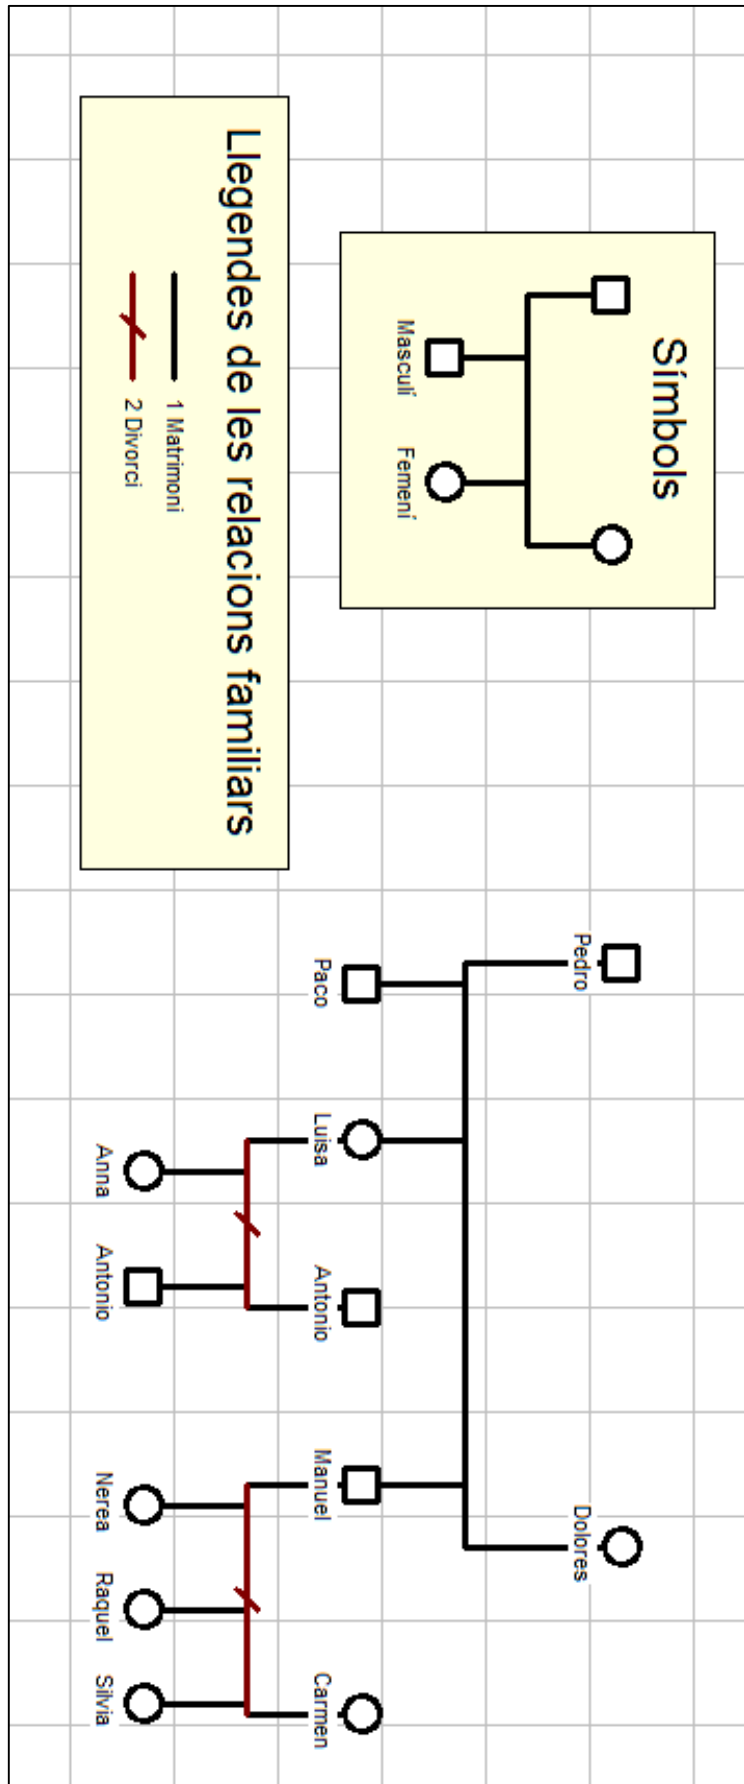 Símbols
Masculí
Femení
Llegendes de les relacions familiars
1 Matrimoni
2 Divorci
Pedro
Dolores
Paco
Luisa
Antonio
Manuel
Carmen
Anna
Antonio
Nerea
Raquel
Silvia